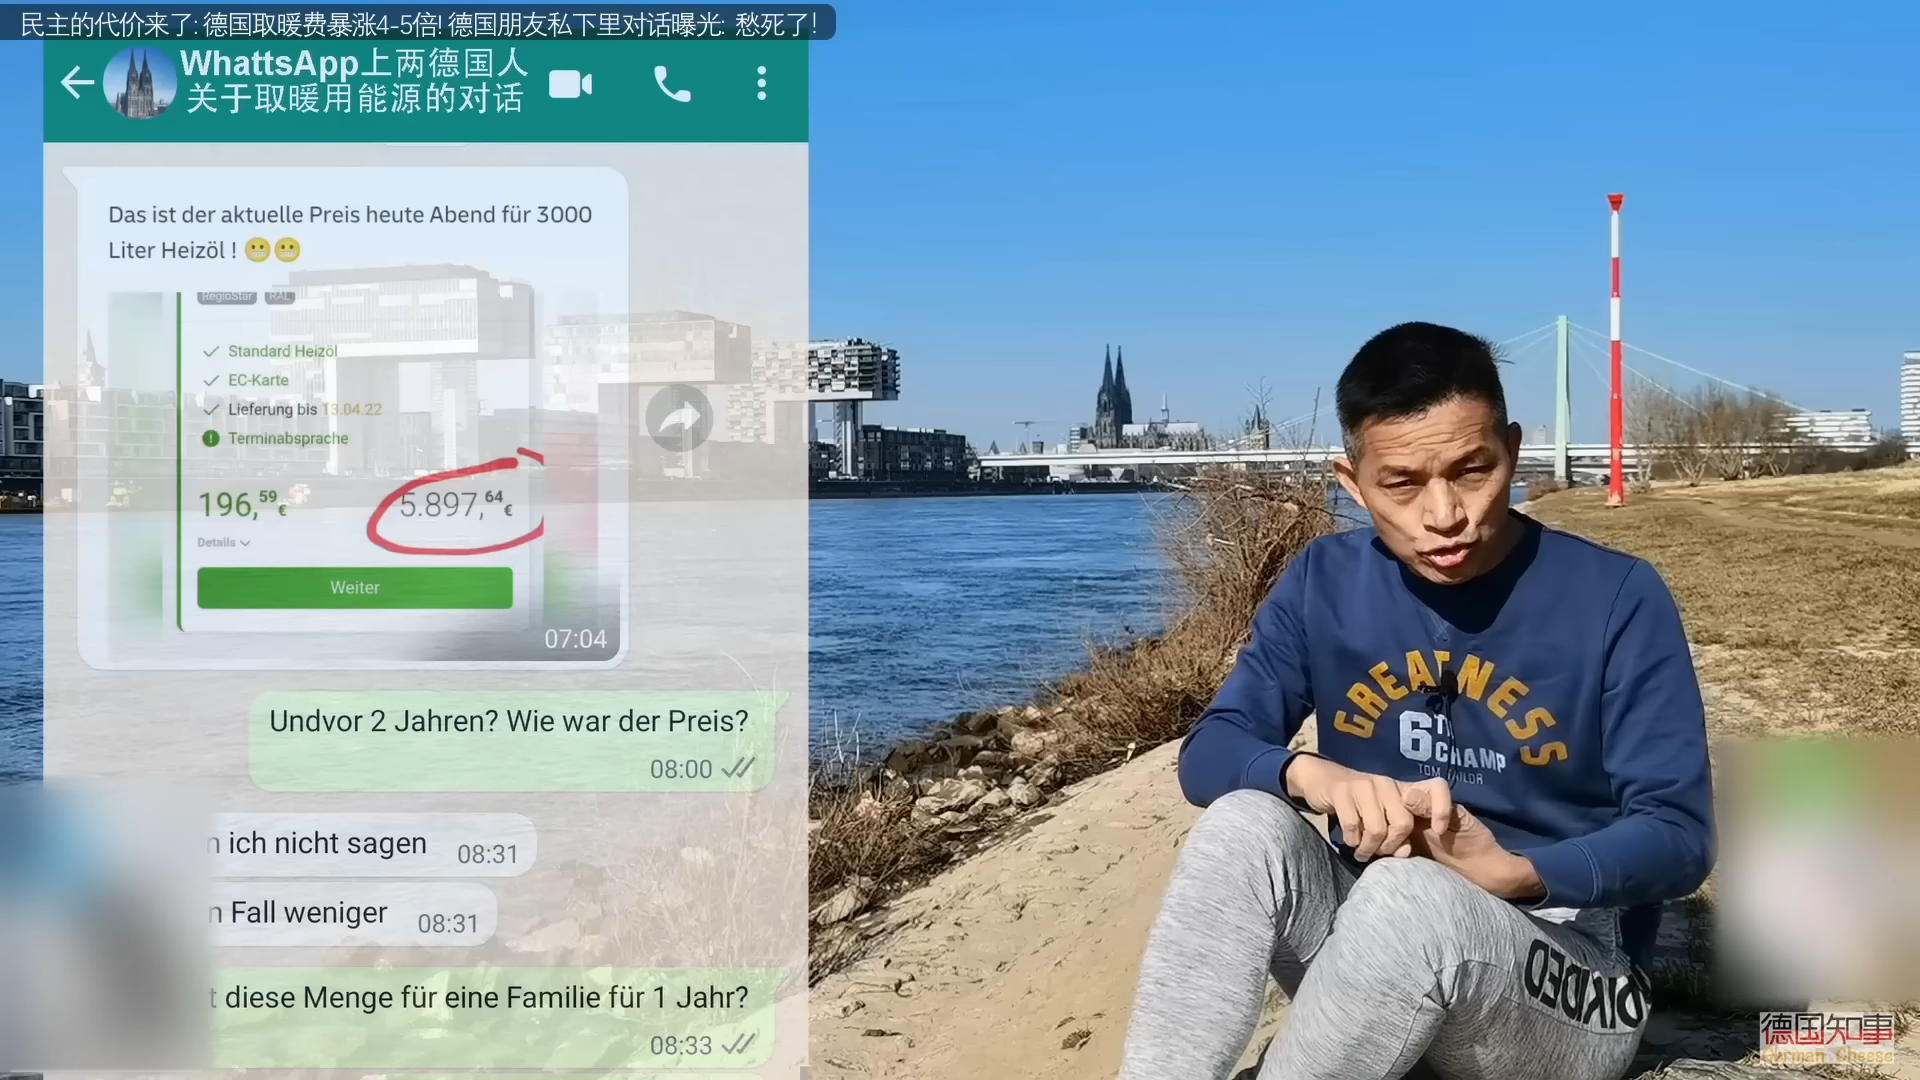 民主的代价来了: 德国取暖费暴涨4-5倍! 德国朋友私下里对话曝光: 愁死了!
WhattsApp上两德国人
关于取暖用能源的对话
Das ist der aktuelle Preis heute Abend für 3000
Liter Heizöl ! 😬😬
RegioStar RAL
Standard Heizöl
EC-Karte
Lieferung bis 13.04.22
Terminabsprache
196,59 € 5.897,64 €
Details
Weiter
07:04
Undvor 2 Jahren? Wie war der Preis?
08:00
n ich nicht sagen 08:31
n Fall weniger 08:31
t diese Menge für eine Familie für 1 Jahr?
08:33
GREATNESS
6TH
CHAMP
TOM TAILOR
德国知事
German Cheese